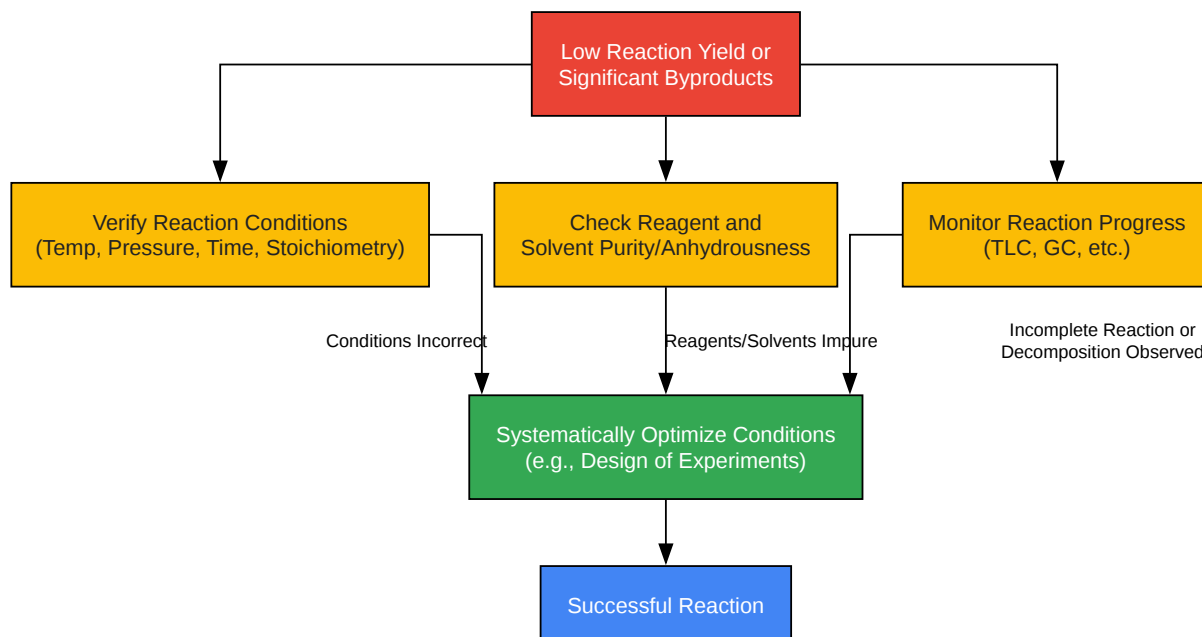 Low Reaction Yield or
Significant Byproducts
Verify Reaction Conditions
(Temp, Pressure, Time, Stoichiometry)
Check Reagent and
Solvent Purity/Anhydrousness
Monitor Reaction Progress
(TLC, GC, etc.)
Conditions Incorrect
Reagents/Solvents Impure
Incomplete Reaction or
Decomposition Observed
Systematically Optimize Conditions
(e.g., Design of Experiments)
Successful Reaction